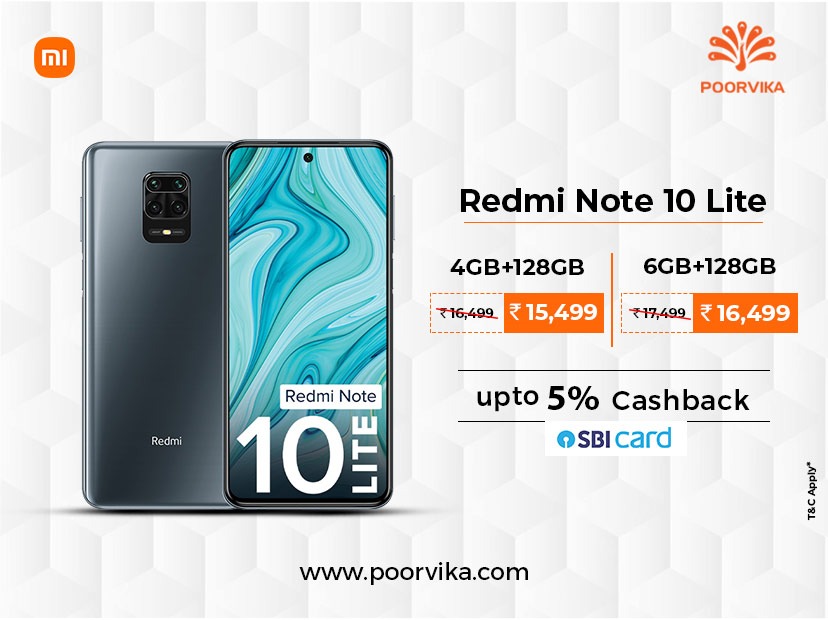 mi
POORVIKA
Redmi Note 10 Lite
4GB+128GB
₹16,499 ₹15,499
6GB+128GB
₹17,499 ₹16,499
upto 5% Cashback
SBI card
Redmi
Redmi Note
10 LITE
T&C Apply*
www.poorvika.com